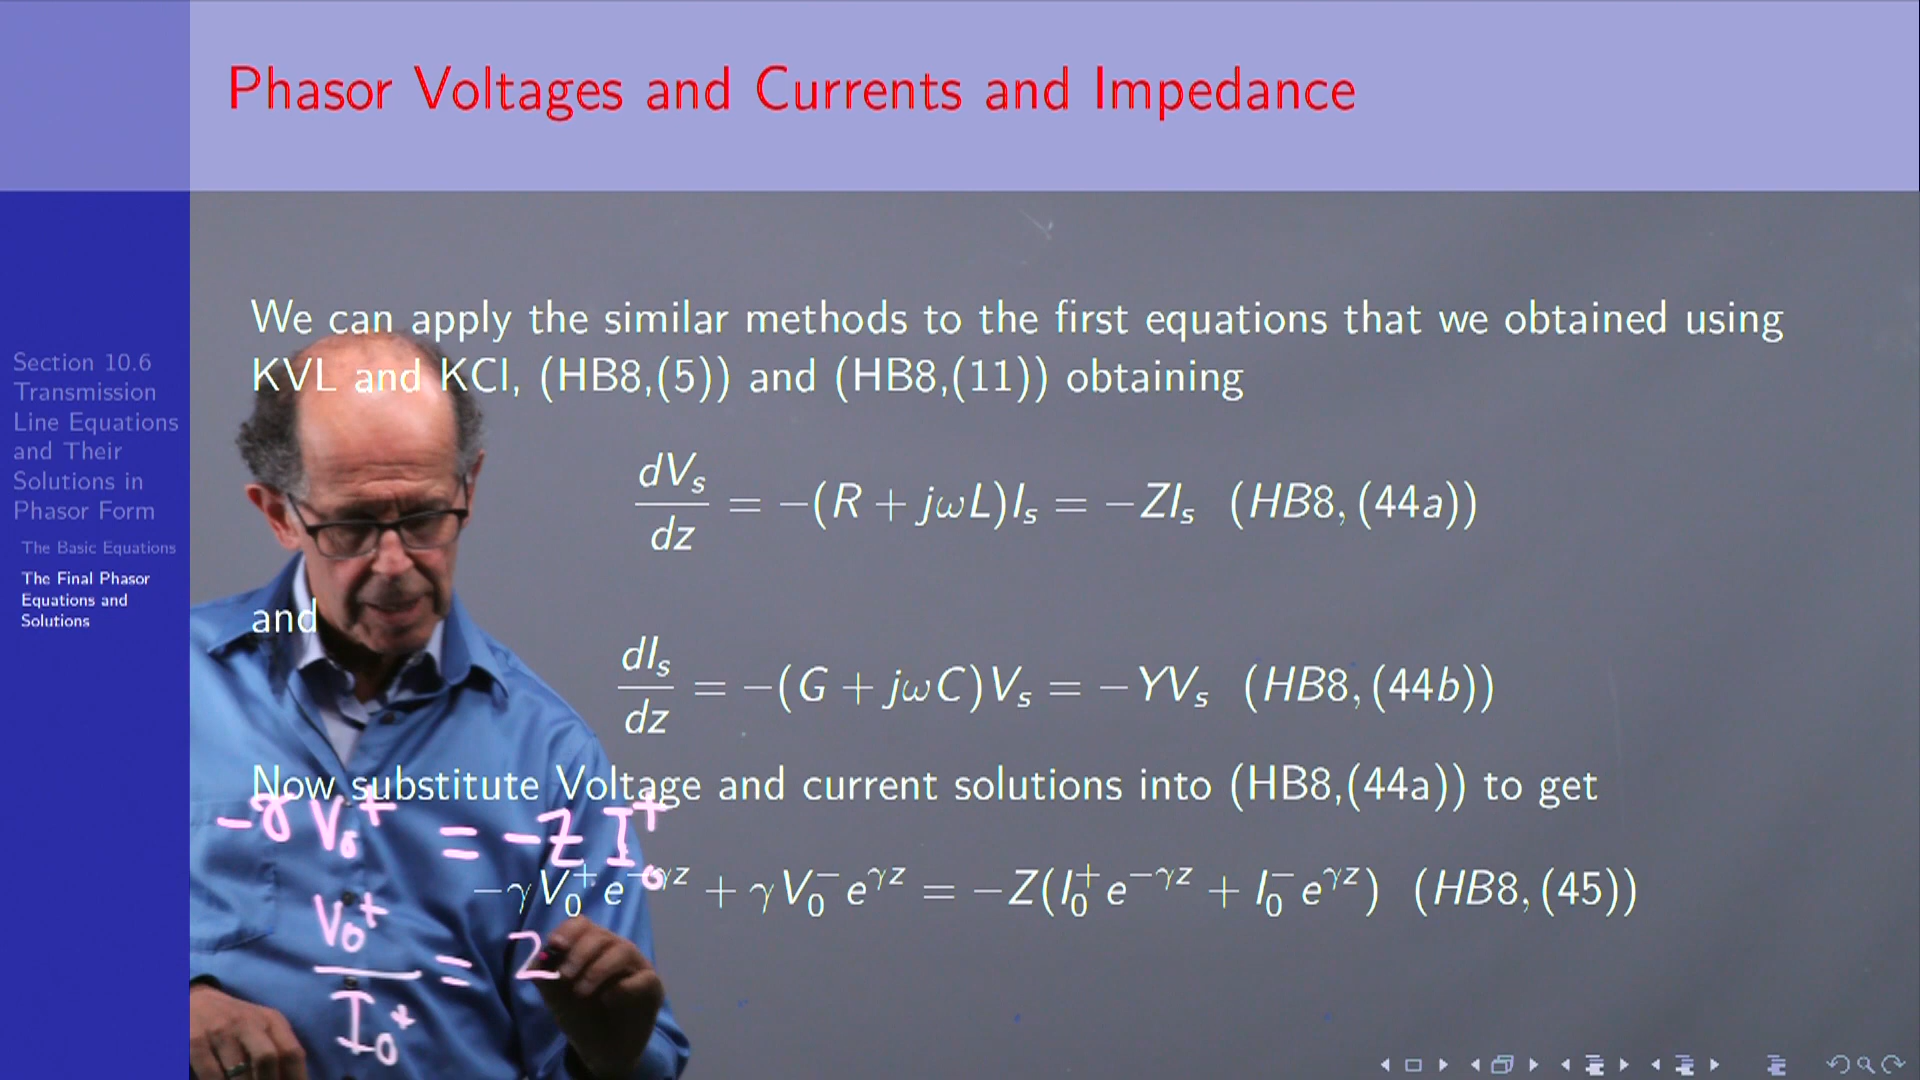 Phasor Voltages and Currents and Impedance
Section 10.6
Transmission
Line Equations
and Their
Solutions in
Phasor Form
The Basic Equations
The Final Phasor
Equations and
Solutions
We can apply the similar methods to the first equations that we obtained using
KVL and KCl, (HB8,(5)) and (HB8,(11)) obtaining
dV_s/dz = −(R + jωL)I_s = −ZI_s (HB8, (44a))
and
dI_s/dz = −(G + jωC)V_s = −YV_s (HB8, (44b))
Now substitute Voltage and current solutions into (HB8,(44a)) to get
−γ V_0^+ = −Z I_0^+
−γV_0^+ e^{−γz} + γV_0^− e^{γz} = −Z(I_0^+ e^{−γz} + I_0^− e^{γz}) (HB8, (45))
V_0^+/I_0^+ = Z